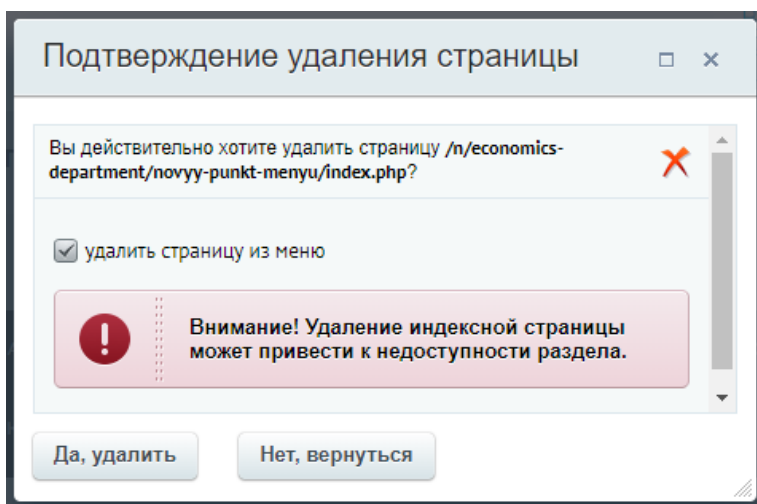 Подтверждение удаления страницы
Вы действительно хотите удалить страницу /n/economics-
department/novyy-punkt-menyu/index.php?
удалить страницу из меню
Внимание! Удаление индексной страницы
может привести к недоступности раздела.
Да, удалить
Нет, вернуться